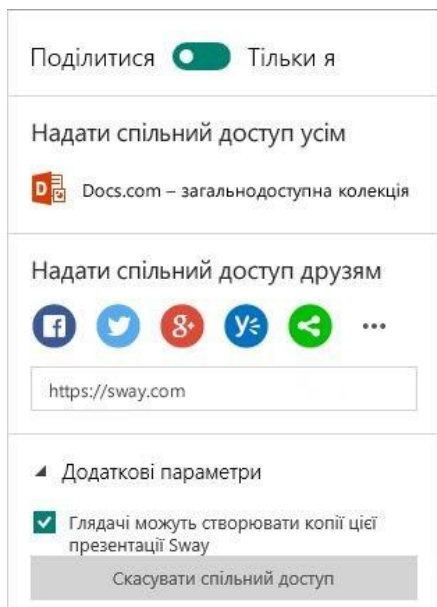 Поділитися Тільки я
Надати спільний доступ усім
D Docs.com – загальнодоступна колекція
Надати спільний доступ друзям
f 8+ y
https://sway.com
Додаткові параметри
Глядачі можуть створювати копії цієї
презентації Sway
Скасувати спільний доступ